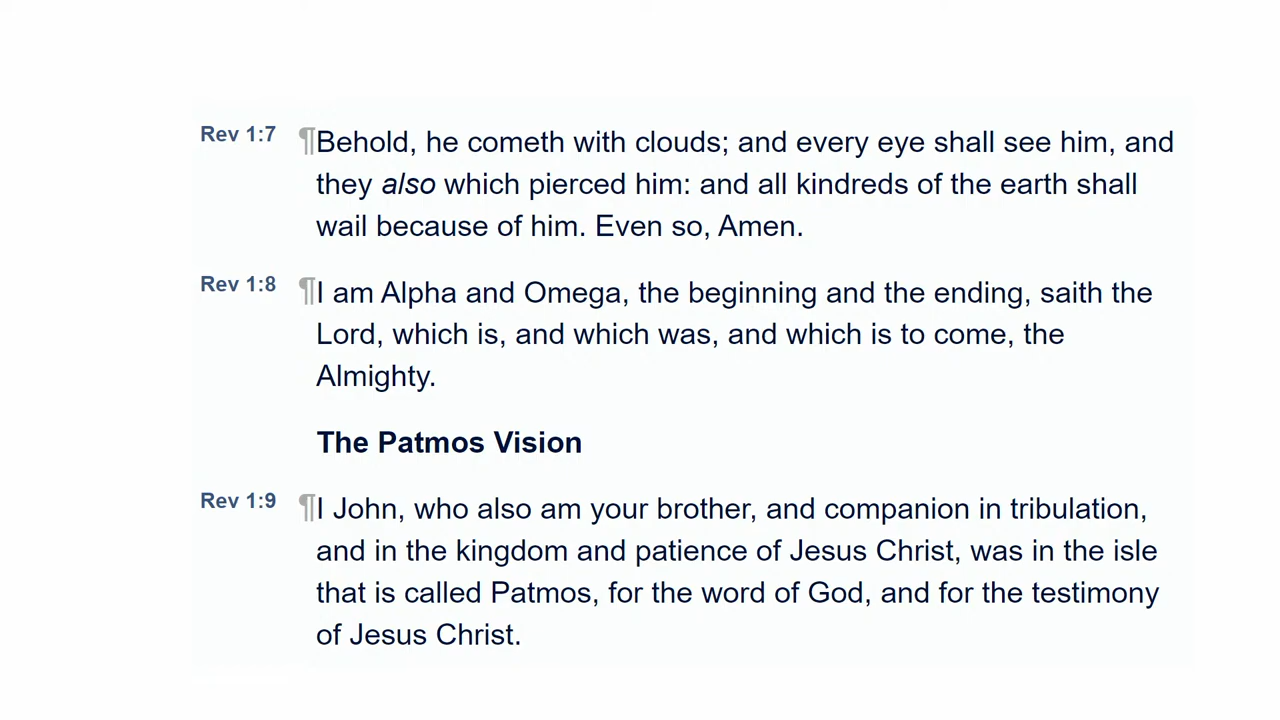 Rev 1:7 ¶Behold, he cometh with clouds; and every eye shall see him, and
they also which pierced him: and all kindreds of the earth shall
wail because of him. Even so, Amen.
Rev 1:8 ¶I am Alpha and Omega, the beginning and the ending, saith the
Lord, which is, and which was, and which is to come, the
Almighty.
The Patmos Vision
Rev 1:9 ¶I John, who also am your brother, and companion in tribulation,
and in the kingdom and patience of Jesus Christ, was in the isle
that is called Patmos, for the word of God, and for the testimony
of Jesus Christ.